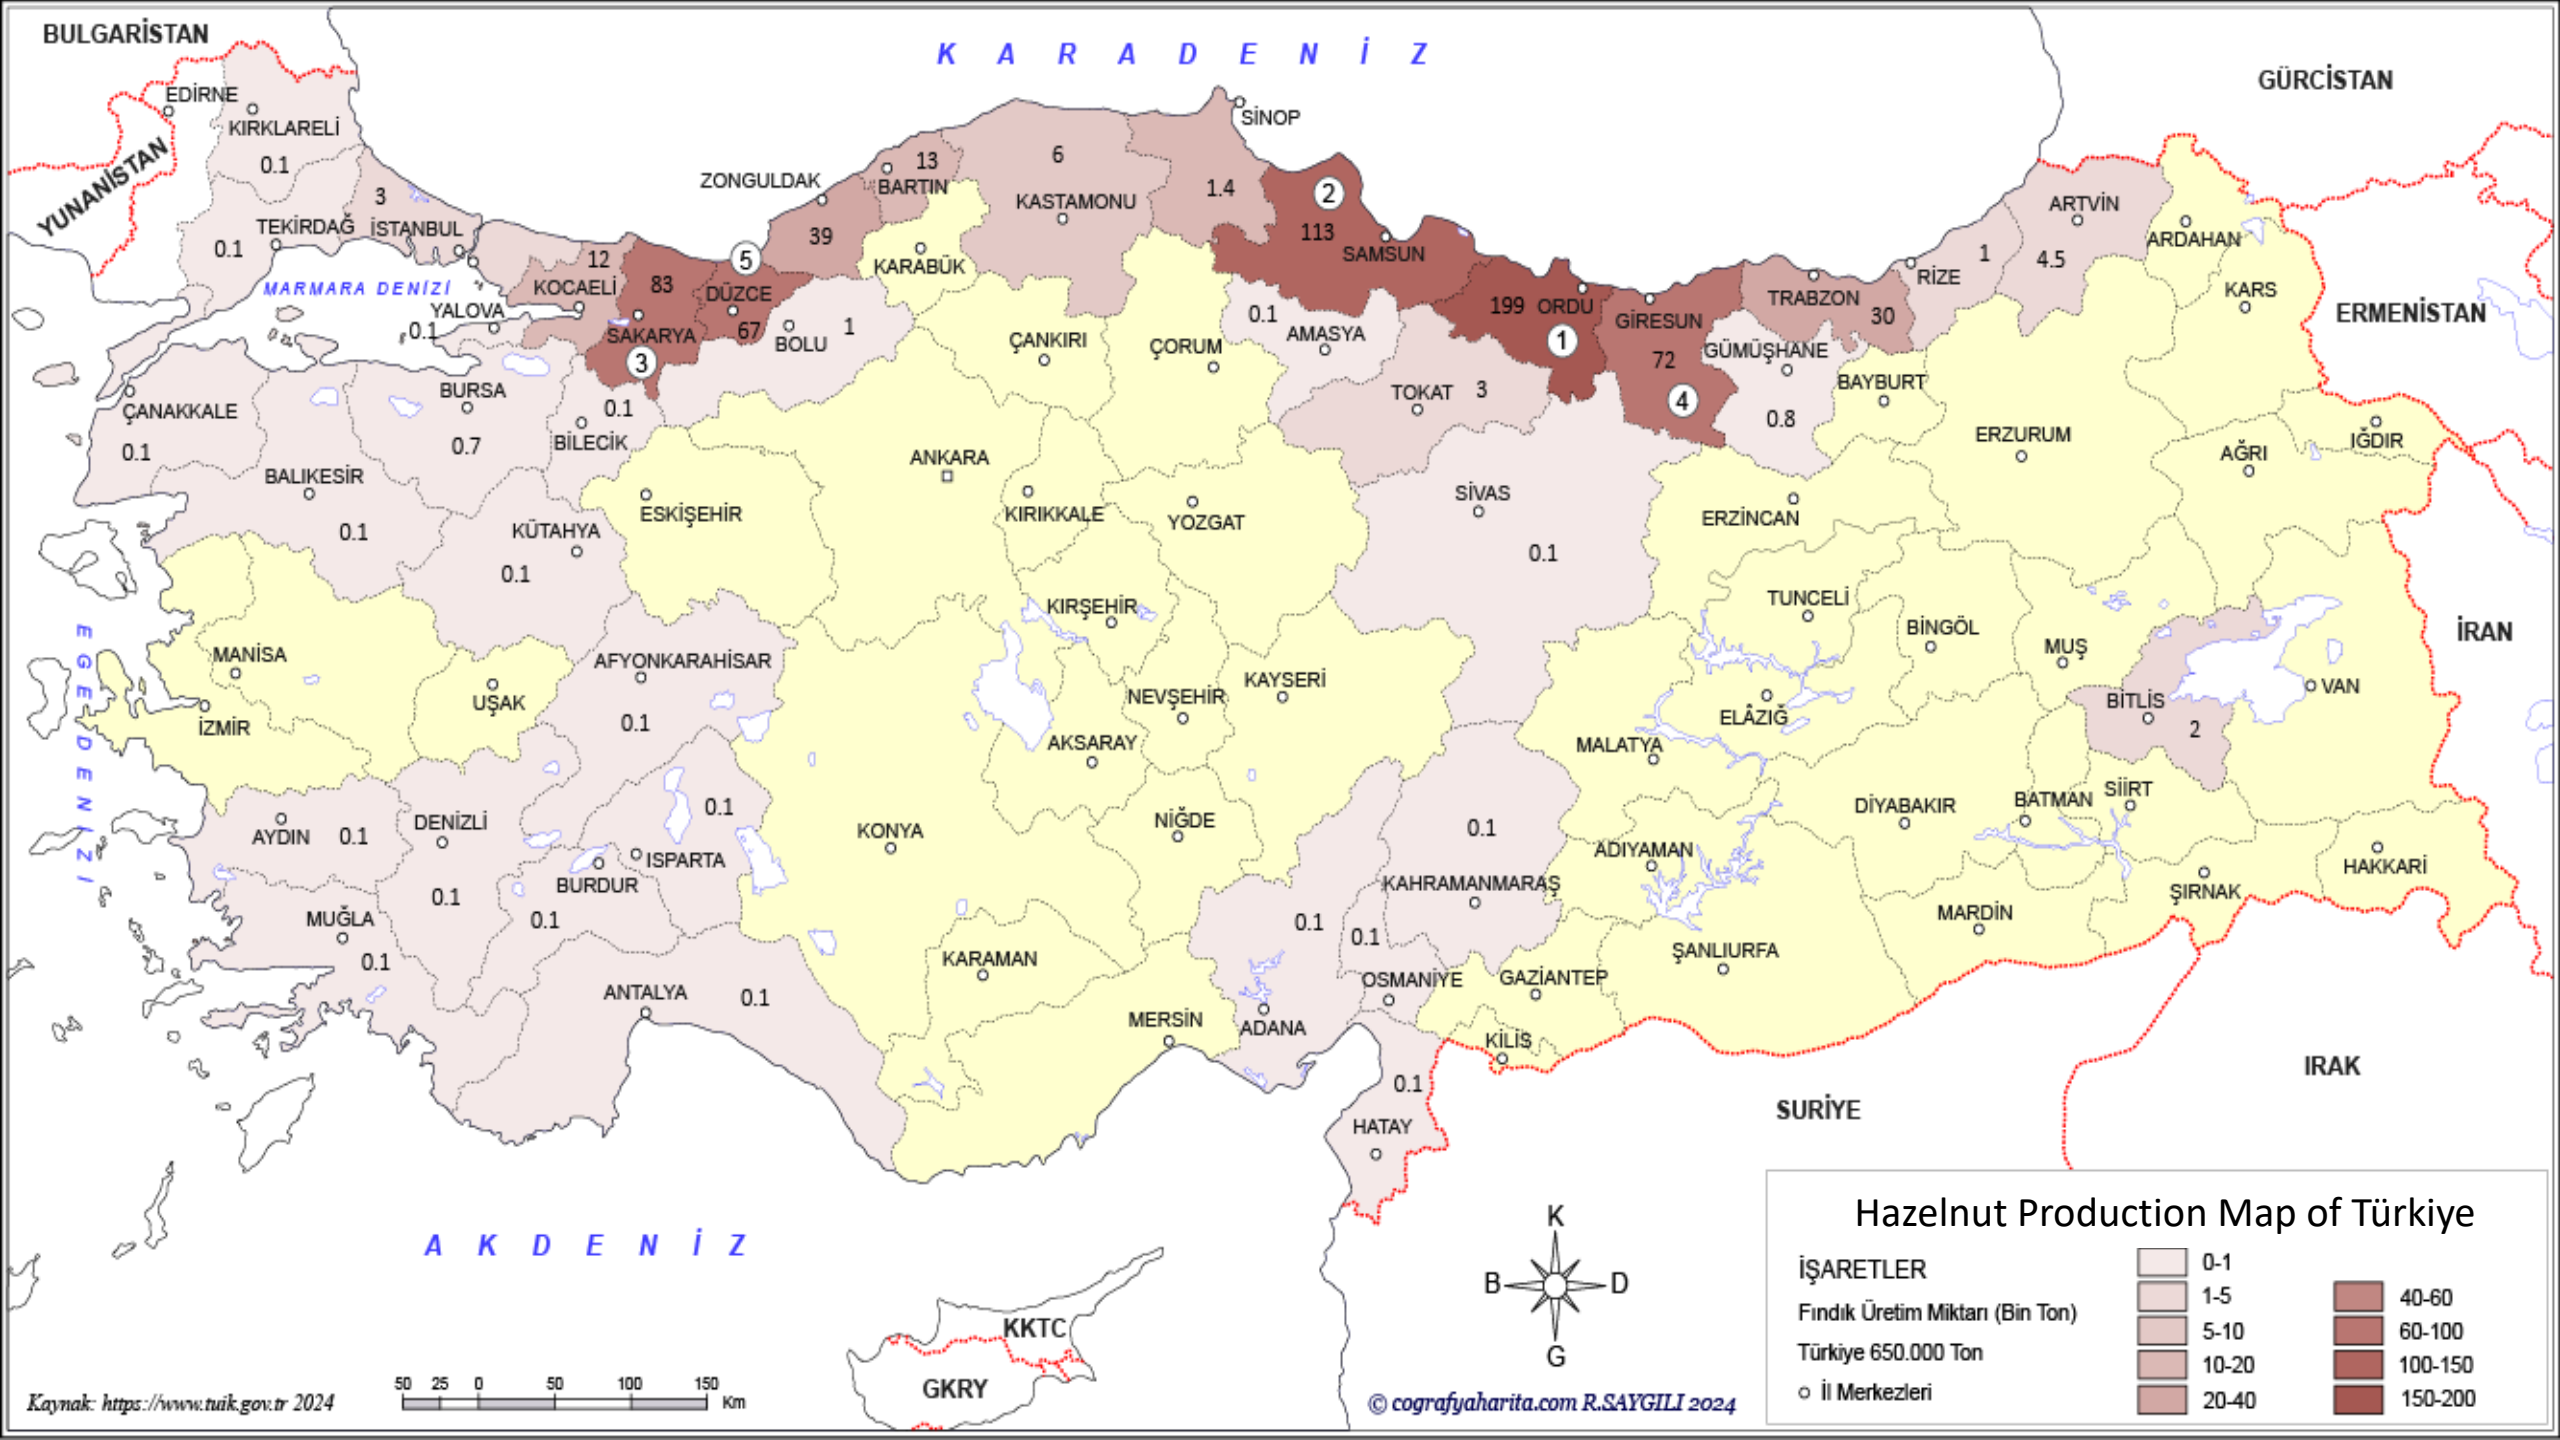 BULGARİSTAN
K A R A D E N İ Z
GÜRCİSTAN
EDİRNE
KIRKLARELİ
0.1
YUNANİSTAN
SİNOP
ZONGULDAK
13
BARTIN
6
KASTAMONU
1.4
2
113
SAMSUN
ARTVİN
4.5
ARDAHAN
3
İSTANBUL
TEKİRDAĞ
0.1
39
KARABÜK
5
12
KOCAELİ
83
SAKARYA
3
DÜZCE
67
BOLU
1
MARMARA DENİZİ
YALOVA
0.1
ÇANKIRI
ÇORUM
0.1
AMASYA
199
ORDU
1
GİRESUN
72
4
TRABZON
30
RİZE
1
KARS
ERMENİSTAN
GÜMÜŞHANE
0.8
BAYBURT
TOKAT
3
ÇANAKKALE
0.1
BURSA
0.7
0.1
BİLECİK
BALIKESİR
0.1
ANKARA
ERZURUM
IĞDIR
AĞRI
ESKİŞEHİR
KIRIKKALE
YOZGAT
SİVAS
0.1
ERZİNCAN
KÜTAHYA
0.1
KIRŞEHİR
TUNCELİ
BİNGÖL
MUŞ
İRAN
EGE DENİZİ
MANİSA
UŞAK
İZMİR
AFYONKARAHİSAR
0.1
NEVŞEHİR
KAYSERİ
AKSARAY
MALATYA
ELÂZIĞ
BİTLİS
2
VAN
AYDIN
0.1
DENİZLİ
0.1
0.1
ISPARTA
BURDUR
0.1
KONYA
NİĞDE
0.1
KAHRAMANMARAŞ
ADIYAMAN
DİYABAKIR
BATMAN
SİİRT
ŞIRNAK
HAKKARİ
MUĞLA
0.1
ANTALYA
0.1
KARAMAN
MERSİN
0.1
ADANA
0.1
OSMANİYE
GAZİANTEP
KİLİS
ŞANLIURFA
MARDİN
0.1
HATAY
SURİYE
IRAK
A K D E N İ Z
KKTC
GKRY
K
B
D
G
Hazelnut Production Map of Türkiye
İŞARETLER
Fındık Üretim Miktarı (Bin Ton)
Türkiye 650.000 Ton
İl Merkezleri
0-1
1-5
5-10
10-20
20-40
40-60
60-100
100-150
150-200
Kaynak: https://www.tuik.gov.tr 2024
50 25 0 50 100 150
Km
© cografyaharita.com R.SAYGILI 2024